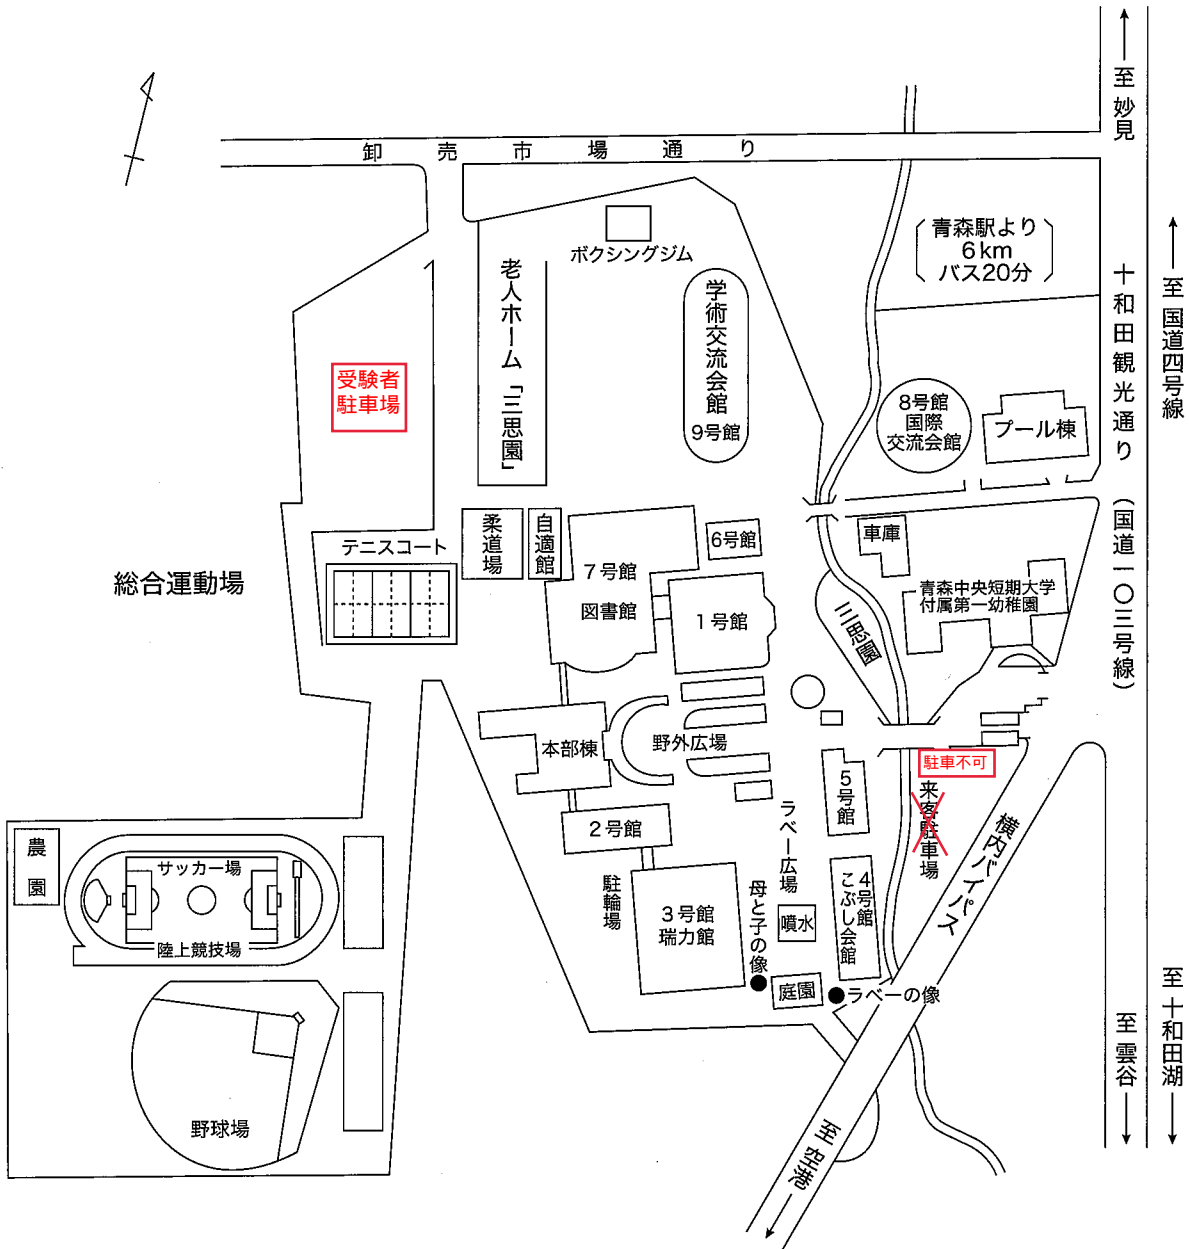 至 妙見
卸売市場通り
青森駅より
6km
バス20分
至 国道四号線
十和田観光通り(国道一〇三号線)
ボクシングジム
老人ホーム「三思園」
学術交流会館
9号館
受験者
駐車場
8号館
国際
交流会館
プール棟
柔道場
自適館
6号館
車庫
テニスコート
7号館
図書館
1号館
総合運動場
青森中央短期大学
付属第一幼稚園
三思園
本部棟
野外広場
駐車不可
来客駐車場
5号館
2号館
ラベー広場
横内バイパス
農園
サッカー場
陸上競技場
駐輪場
3号館
瑞力館
母と子の像
噴水
4号館
こぶし会館
庭園
ラベーの像
至 雲谷
至 十和田湖
野球場
至 空港